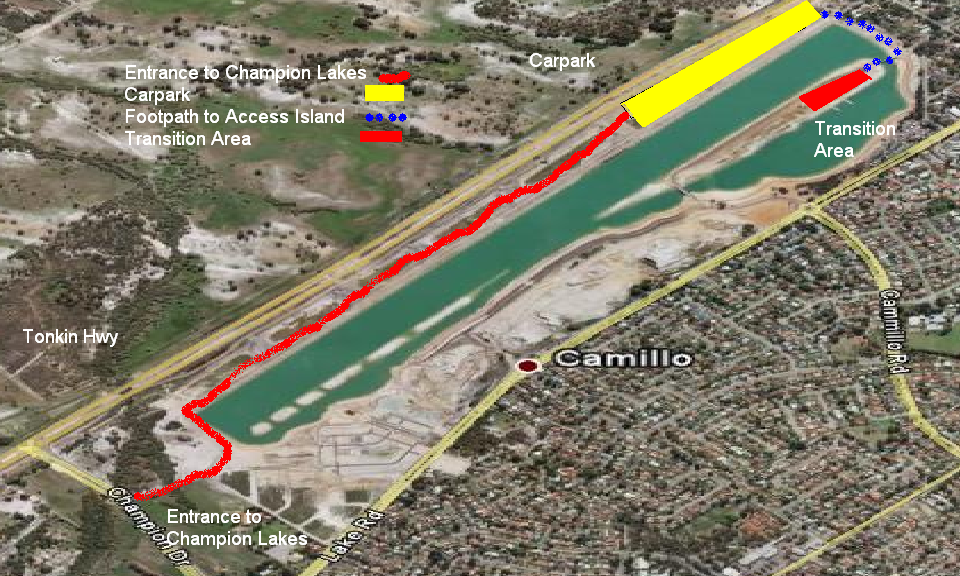 Entrance to Champion Lakes
Carpark
Footpath to Access Island
Transition Area
Carpark
Transition
Area
Tonkin Hwy
Camillo
Cammillo Rd
Entrance to
Champion Lakes
Champion Dr
Lake Rd